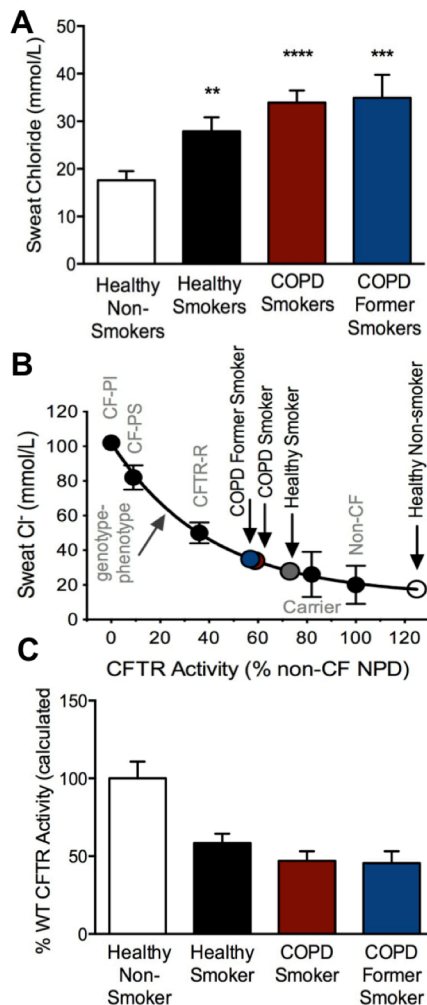 A
Sweat Chloride (mmol/L)
50
40
30
20
10
0
**
****
***
Healthy
Non-
Smokers
Healthy
Smokers
COPD
Smokers
COPD
Former
Smokers
B
Sweat Cl⁻ (mmol/L)
120
100
80
60
40
20
0
CF-PI
CF-PS
genotype-
phenotype
CFTR-R
COPD Former Smoker
COPD Smoker
Healthy Smoker
Carrier
Non-CF
Healthy Non-smoker
0 20 40 60 80 100 120
CFTR Activity (% non-CF NPD)
C
% WT CFTR Activity (calculated
150
100
50
0
Healthy
Non-
Smoker
Healthy
Smoker
COPD
Smoker
COPD
Former
Smoker